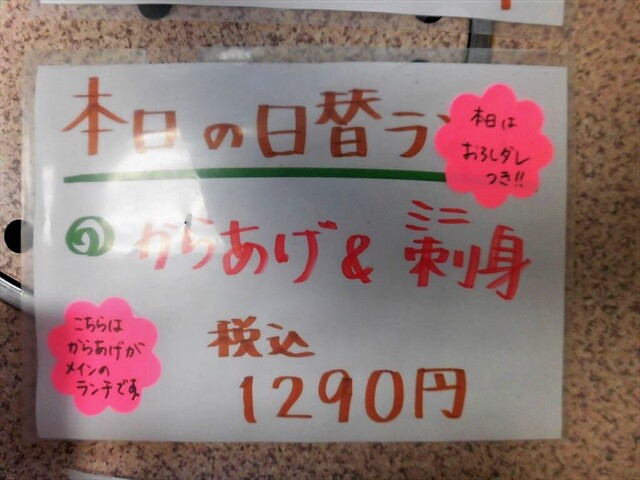 本日の日替ラン
本日は
おろしダレ
つき!!
からあげ&ミニ刺身
こちらは
からあげが
メインの
ランチです。
税込
1290円